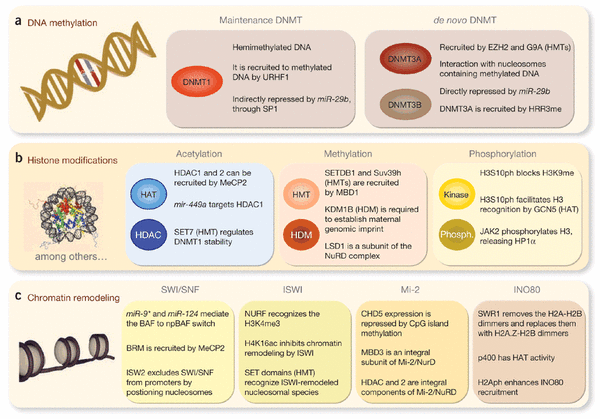 a DNA methylation
Maintenance DNMT
DNMT1
Hemimethylated DNA
It is recruited to methylated
DNA by URHF1
Indirectly repressed by miR-29b,
through SP1
de novo DNMT
DNMT3A
DNMT3B
Recruited by EZH2 and G9A (HMTs)
Interaction with nucleosomes
containing methylated DNA
Directly repressed by miR-29b
DNMT3A is recruited by HRR3me
b Histone modifications
among others…
Acetylation
HAT
HDAC
HDAC1 and 2 can be
recruited by MeCP2
mir-449a targets HDAC1
SET7 (HMT) regulates
DNMT1 stability
Methylation
HMT
HDM
SETDB1 and Suv39h
(HMTs) are recruited
by MBD1
KDM1B (HDM) is required
to establish maternal
genomic imprint
LSD1 is a subunit of the
NuRD complex
Phosphorylation
Kinase
Phosph.
H3S10ph blocks H3K9me
H3S10ph facilitates H3
recognition by GCN5 (HAT)
JAK2 phosphorylates H3,
releasing HP1α
c Chromatin remodeling
SWI/SNF
miR-9* and miR-124 mediate
the BAF to npBAF switch
BRM is recruited by MeCP2
ISW2 excludes SWI/SNF
from promoters by
postioning nucleosomes
ISWI
NURF recognizes the
H3K4me3
H4K16ac inhibits chromatin
remodeling by ISWI
SET domains (HMT)
recognize ISWI-remodeled
nucleosomal species
Mi-2
CHD5 expression is
repressed by CpG island
methylation
MBD3 is an integral
subunit of Mi-2/NurD
HDAC and 2 are integral
components of Mi-2/NuRD
INO80
SWR1 removes the H2A-H2B
dimmers and replaces them
with H2A.Z-H2B dimmers
p400 has HAT activity
H2Aph enhances INO80
recruitment